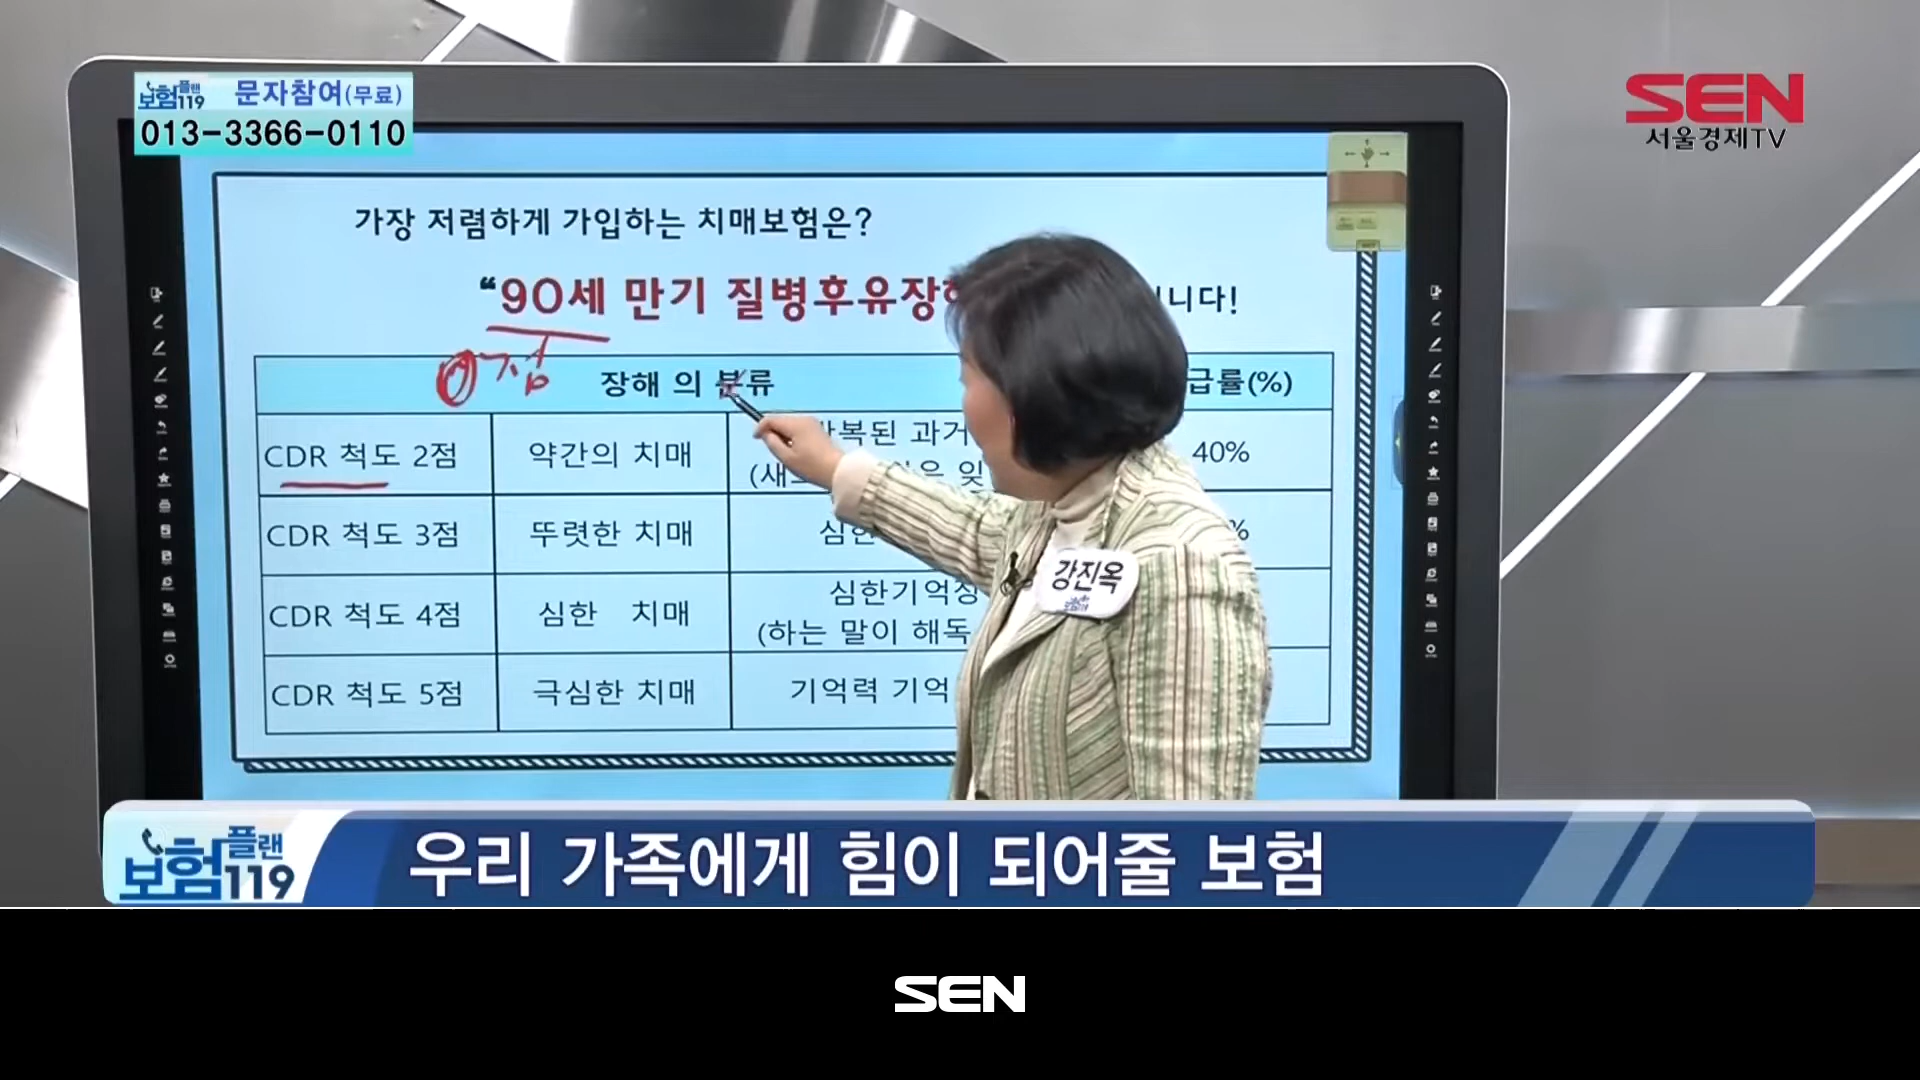 보험플랜119 문자참여(무료)
013-3366-0110
SEN
서울경제TV
가장 저렴하게 가입하는 치매보험은?
“90세 만기 질병후유장 니다!
0점
장해 의 분류 급률(%)
CDR 척도 2점 약간의 치매 복된 과거 40%
(새 은 잊
CDR 척도 3점 뚜렷한 치매 심한 %
CDR 척도 4점 심한 치매 심한기억장
(하는 말이 해독
CDR 척도 5점 극심한 치매 기억력 기억
강진옥
보험플랜119
우리 가족에게 힘이 되어줄 보험
SEN